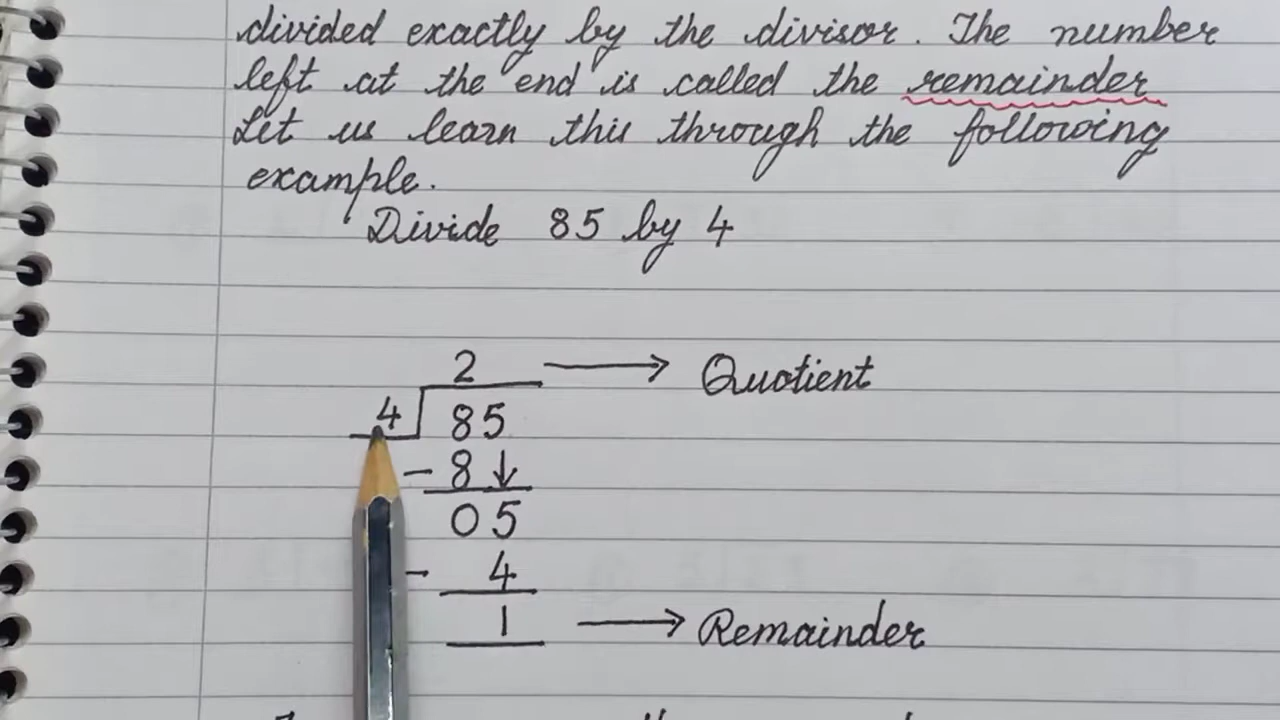 divided exactly by the divisor. The number
left at the end is called the remainder
Let us learn this through the following
example.
Divide 85 by 4
2 → Quotient
4 85
- 8 ↓
05
- 4
1 → Remainder